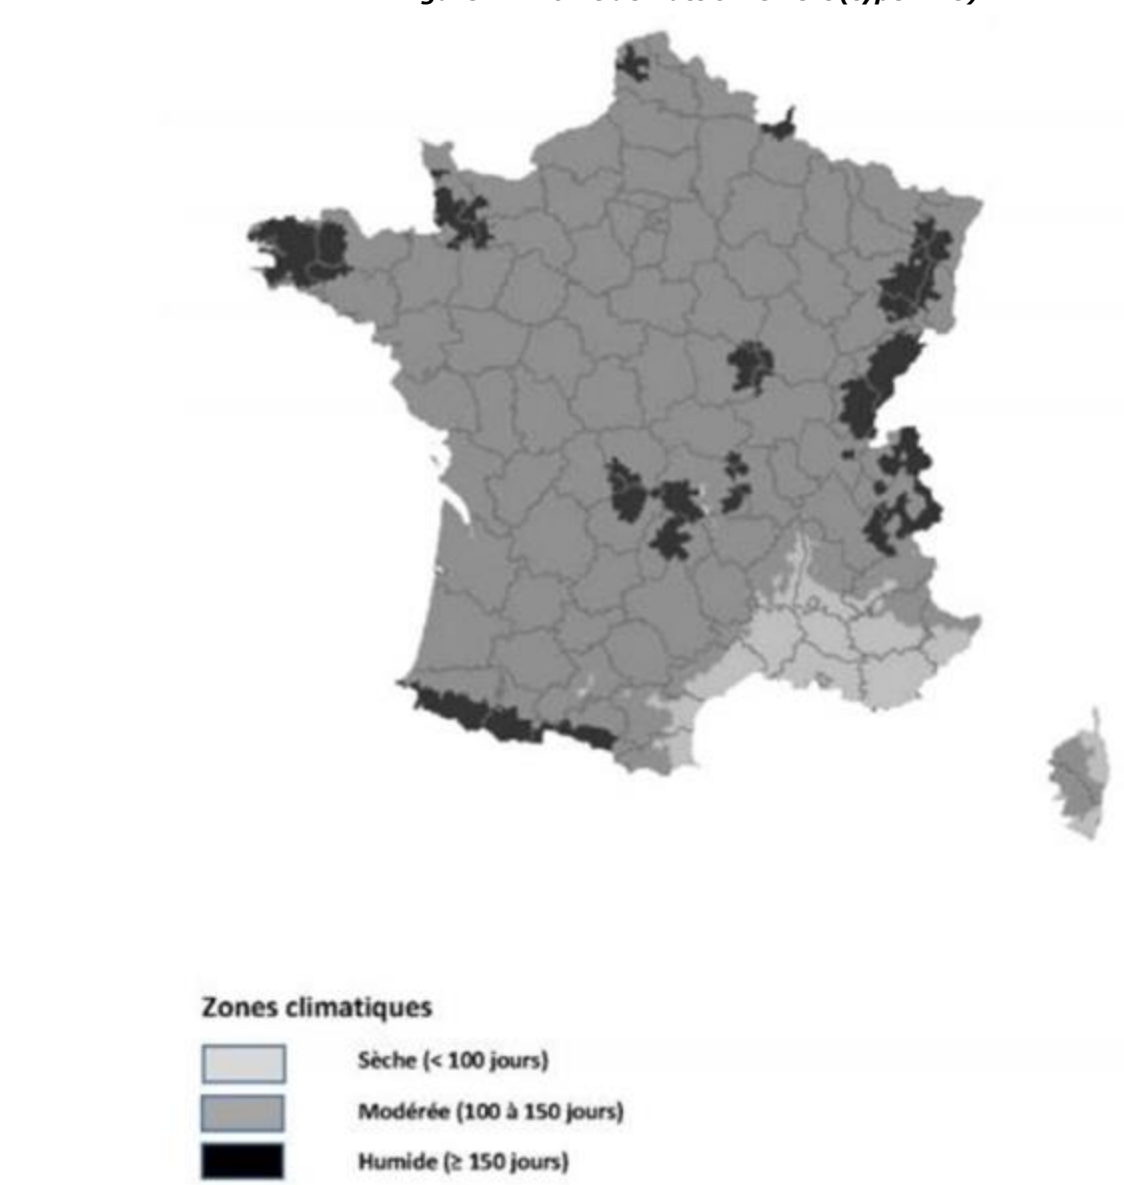 Zones climatiques
Sèche (< 100 jours)
Modérée (100 à 150 jours)
Humide (≥ 150 jours)